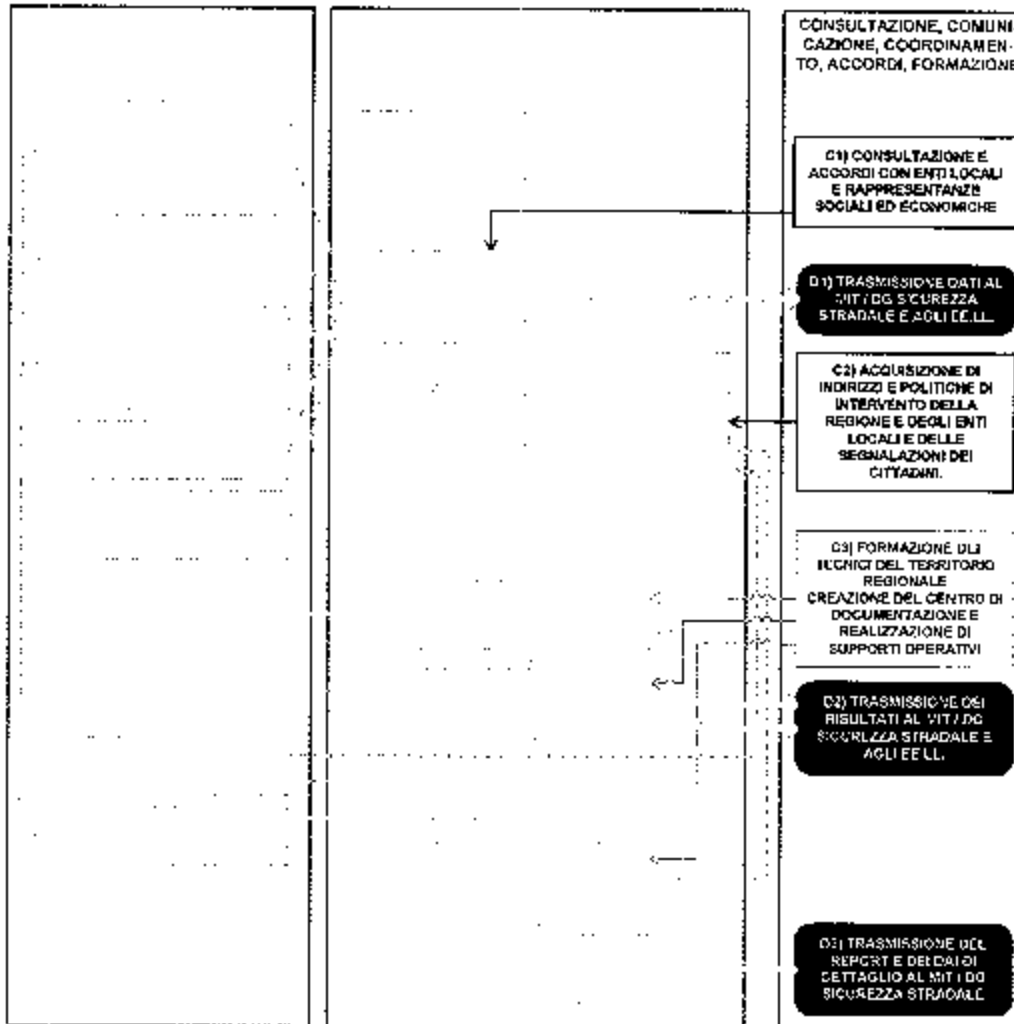 CONSULTAZIONE, COMUNI
CAZIONE, COORDINAMEN-
TO, ACCORDI, FORMAZIONE
C1) CONSULTAZIONE E
ACCORDI CON ENTI LOCALI
E RAPPRESENTANZE
SOCIALI ED ECONOMICHE
D1) TRASMISSIONE DATI AL
MIT / DG SICUREZZA
STRADALE E AGLI EE.LL.
C2) ACQUISIZIONE DI
INDIRIZZI E POLITICHE DI
INTERVENTO DELLA
REGIONE E DEGLI ENTI
LOCALI E DELLE
SEGNALAZIONI DEI
CITTADINI.
C3) FORMAZIONE DEI
TECNICI DEL TERRITORIO
REGIONALE
CREAZIONE DEL CENTRO DI
DOCUMENTAZIONE E
REALIZZAZIONE DI
SUPPORTI OPERATIVI
D2) TRASMISSIONE DEI
RISULTATI AL MIT / DG
SICUREZZA STRADALE E
AGLI EE.LL.
D3) TRASMISSIONE DEL
REPORT E DEI DATI DI
DETTAGLIO AL MIT / DG
SICUREZZA STRADALE